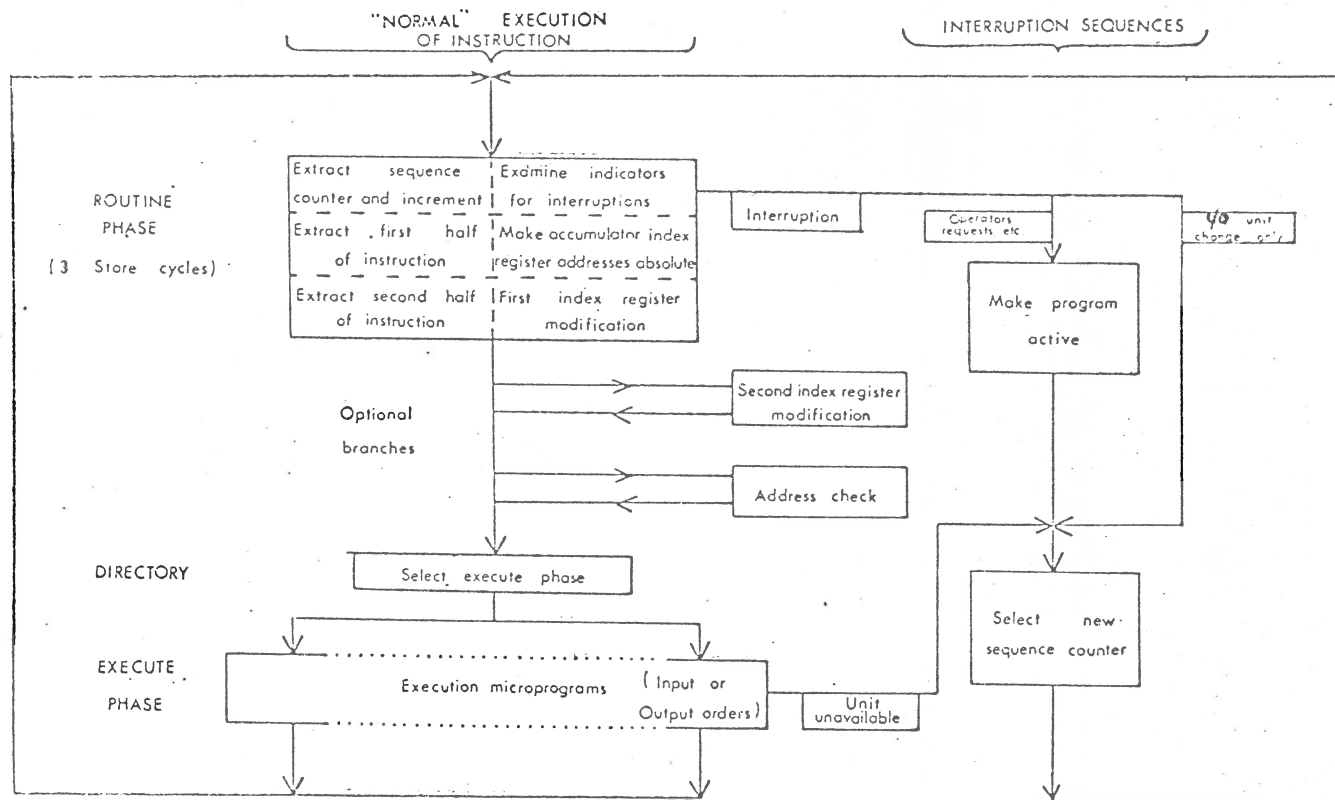 "NORMAL" EXECUTION
OF INSTRUCTION
INTERRUPTION SEQUENCES
ROUTINE
PHASE
(3 Store cycles)
Extract sequence
counter and increment
Examine indicators
for interruptions
Extract first half
of instruction
Make accumulator index
register addresses absolute
Extract second half
of instruction
First index register
modification
Interruption
Operators
requests etc.
I/O unit
change only
Make program
active
Optional
branches
Second index register
modification
Address check
DIRECTORY
Select execute phase
Select new
sequence counter
EXECUTE
PHASE
Execution microprograms
(Input or
Output orders)
Unit
unavailable